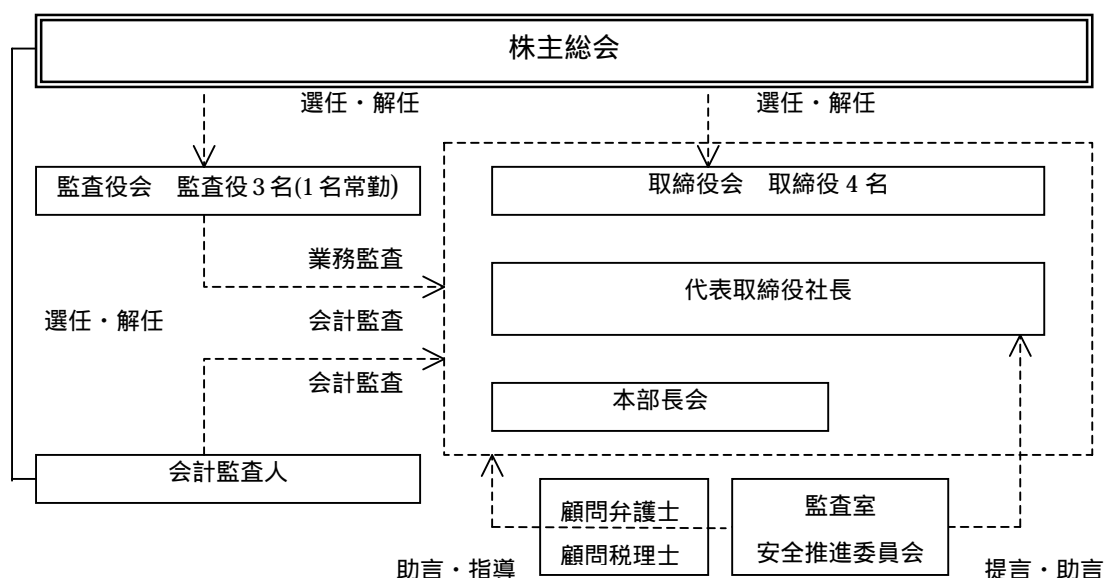 株主総会
選任・解任
選任・解任
監査役会　監査役3名(1名常勤)
取締役会　取締役4名
業務監査
代表取締役社長
選任・解任
会計監査
会計監査
本部長会
会計監査人
顧問弁護士
顧問税理士
監査室
安全推進委員会
助言・指導
提言・助言